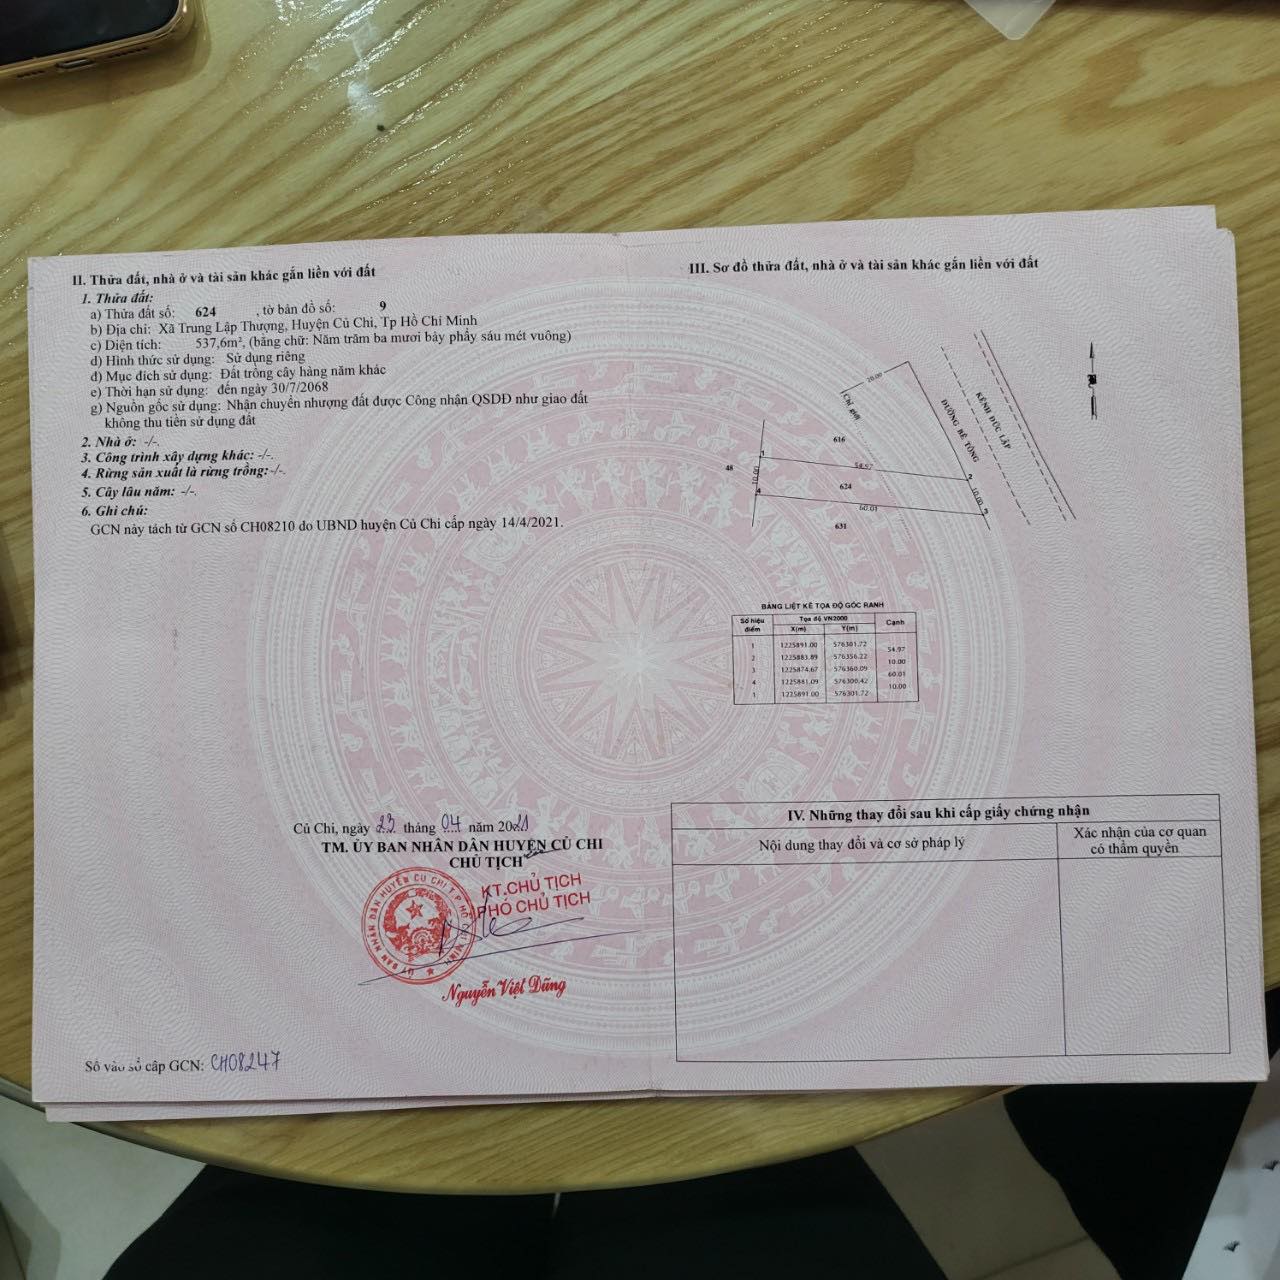 II. Thửa đất, nhà ở và tài sản khác gắn liền với đất
1. Thửa đất:
a) Thửa đất số: 624 , tờ bản đồ số: 9
b) Địa chỉ: Xã Trung Lập Thượng, Huyện Củ Chi, Tp Hồ Chí Minh
c) Diện tích: 537,6m², (bằng chữ: Năm trăm ba mươi bảy phẩy sáu mét vuông)
d) Hình thức sử dụng: Sử dụng riêng
đ) Mục đích sử dụng: Đất trồng cây hàng năm khác
e) Thời hạn sử dụng: đến ngày 30/7/2068
g) Nguồn gốc sử dụng: Nhận chuyển nhượng đất được Công nhận QSDĐ như giao đất
không thu tiền sử dụng đất
2. Nhà ở: -/-.
3. Công trình xây dựng khác: -/-.
4. Rừng sản xuất là rừng trồng:-/-.
5. Cây lâu năm: -/-.
6. Ghi chú:
GCN này tách từ GCN số CH08210 do UBND huyện Củ Chi cấp ngày 14/4/2021.
Củ Chi, ngày 23 tháng 04 năm 2021
TM. ỦY BAN NHÂN DÂN HUYỆN CỦ CHI
CHỦ TỊCH
KT.CHỦ TỊCH
PHÓ CHỦ TỊCH
ỦY BAN NHÂN DÂN HUYỆN CỦ CHI T.P HỒ CHÍ MINH
Nguyễn Việt Dũng
Số vào sổ cấp GCN: CH08247
III. Sơ đồ thửa đất, nhà ở và tài sản khác gắn liền với đất
20.00
Chỉ giới
ĐƯỜNG BÊ TÔNG
KÊNH ĐỨC LẬP
616
48
1
54.97
2
10.00
624
10.00
4
60.01
3
631
BẢNG LIỆT KÊ TỌA ĐỘ GÓC RANH
Số hiệu điểm Tọa độ VN2000 Cạnh
X(m) Y(m)
1 1225891.00 576301.72
54.97
2 1225883.89 576356.22
10.00
3 1225874.67 576360.09
60.01
4 1225881.09 576300.42
10.00
1 1225891.00 576301.72
IV. Những thay đổi sau khi cấp giấy chứng nhận
Nội dung thay đổi và cơ sở pháp lý
Xác nhận của cơ quan
có thẩm quyền